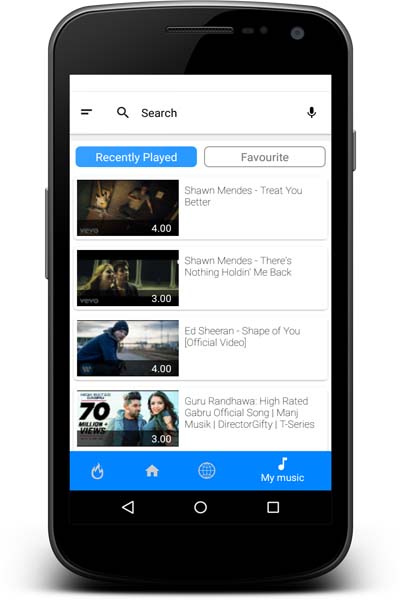 Search
Recently Played
Favourite
Shawn Mendes - Treat You
Better
vevo
4.00
Shawn Mendes - There's
Nothing Holdin' Me Back
vevo
3.00
Ed Sheeran - Shape of You
[Official Video]
4.00
Guru Randhawa: High Rated
Gabru Official Song | Manj
Musik | DirectorGifty | T-Series
HIGH RATED
GABRU
70
MILLION +
VIEWS
3.00
My music